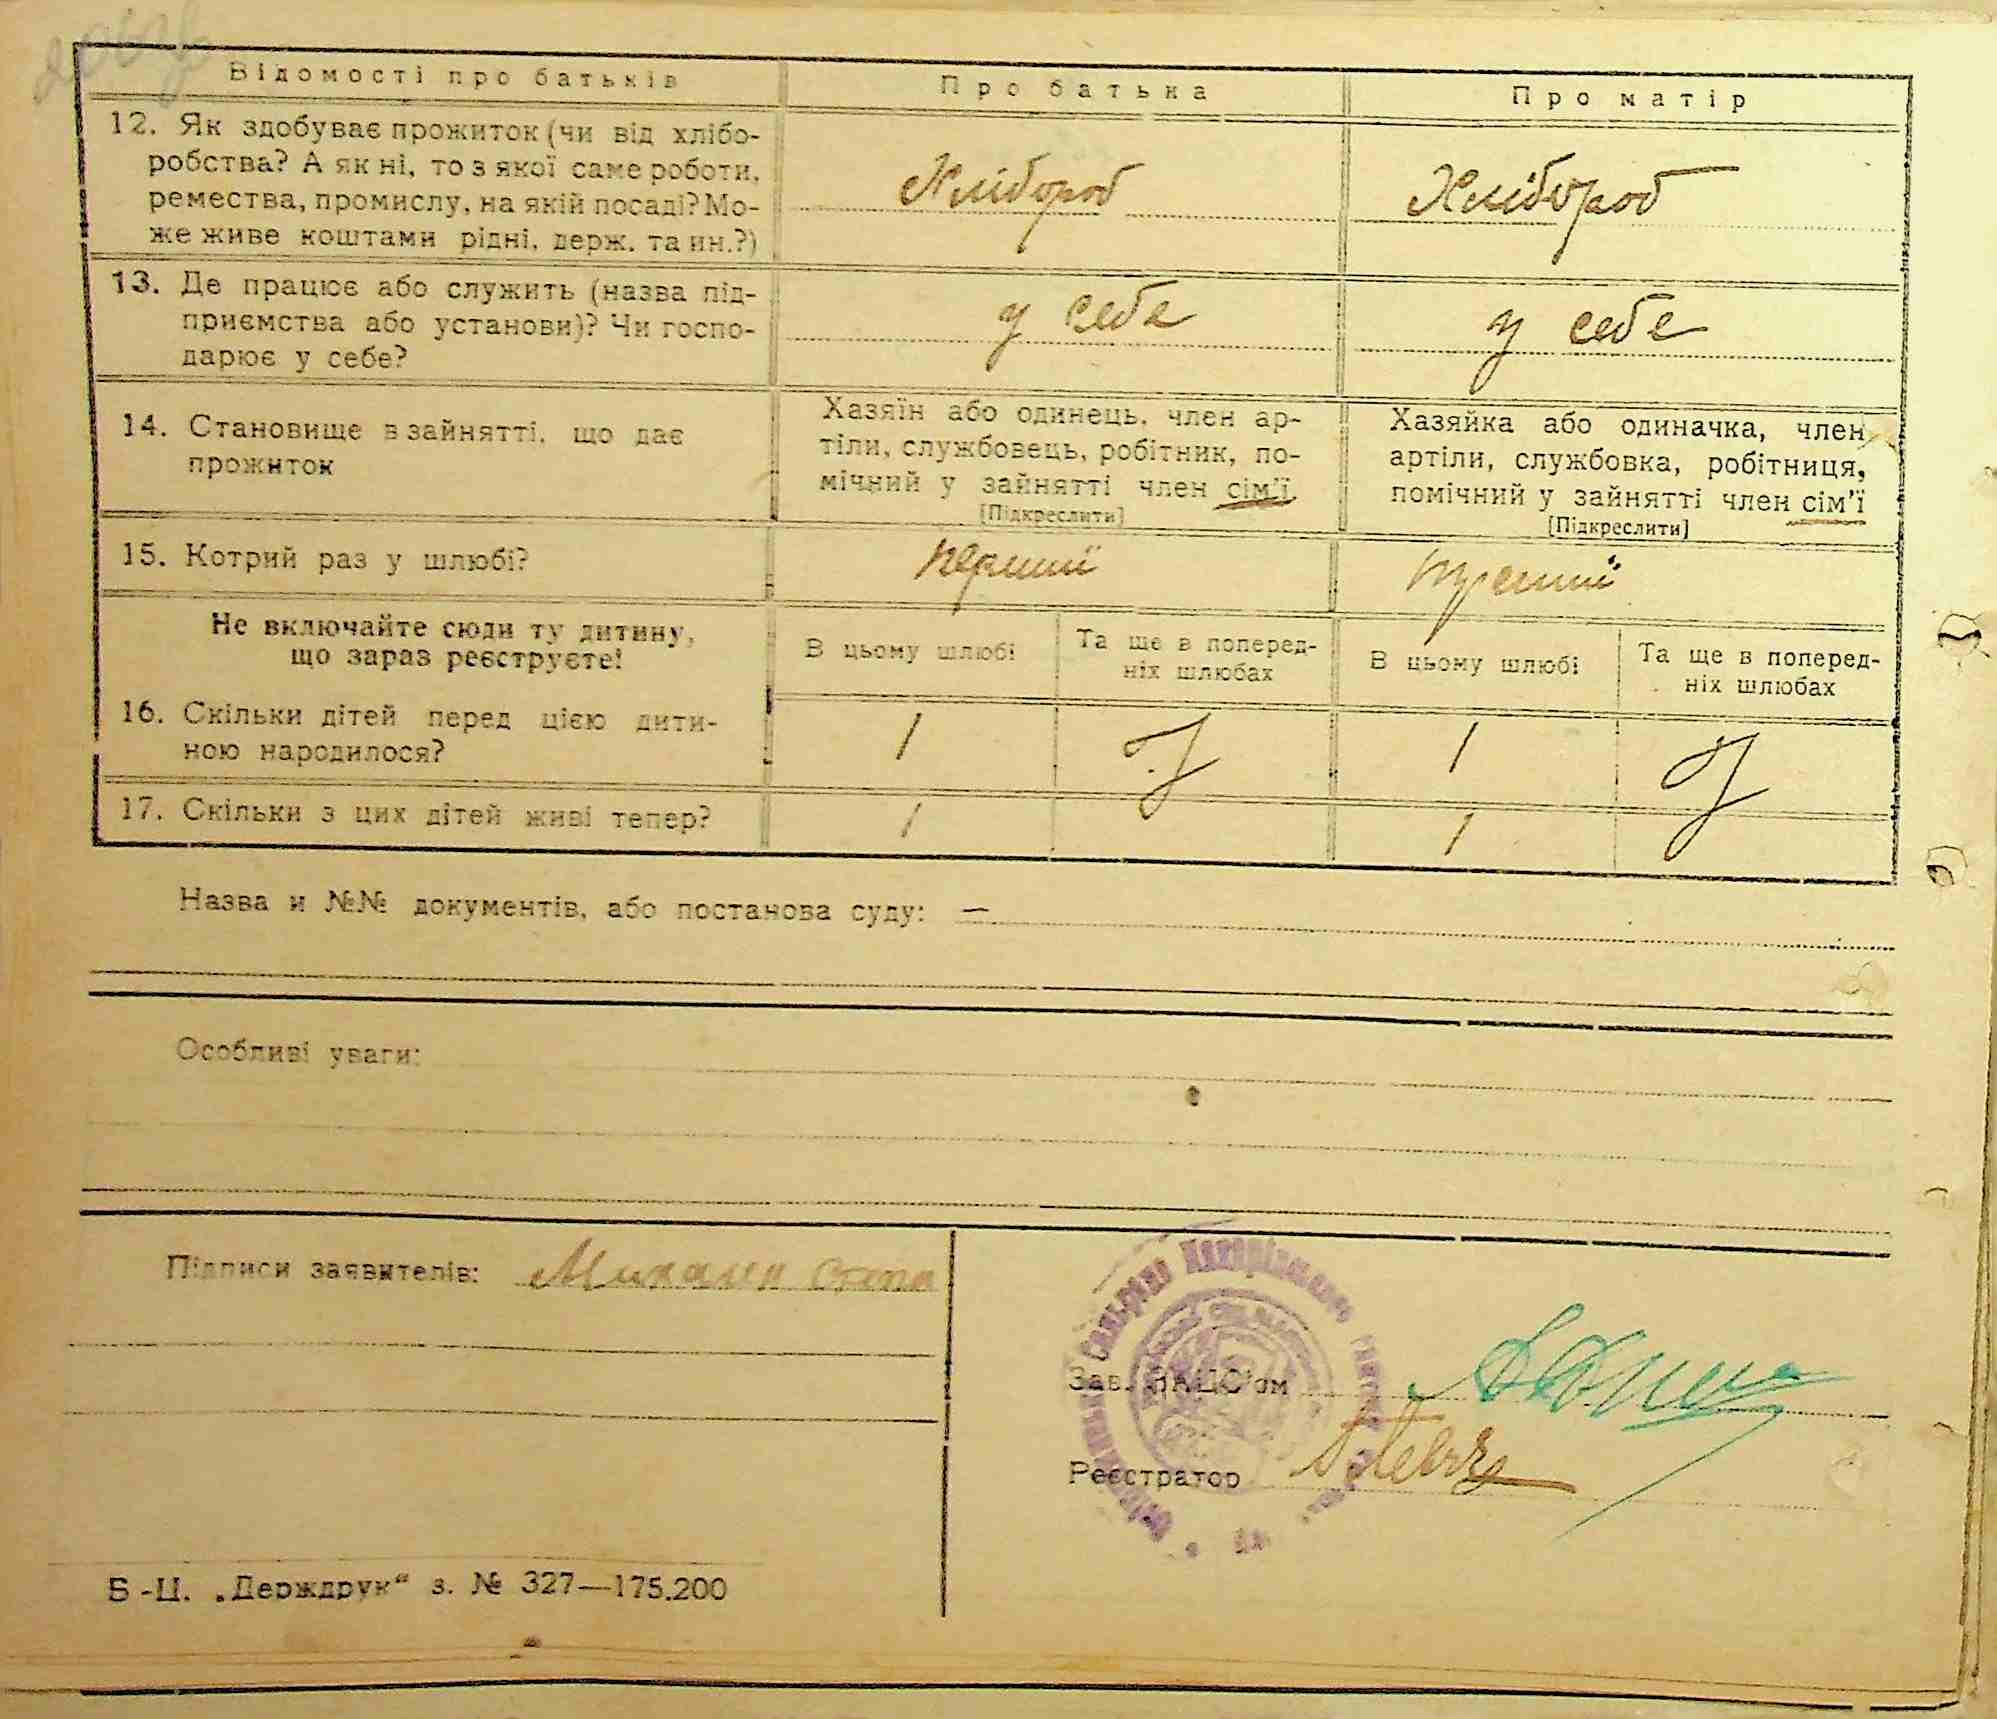 Відомості про батьків
Про батька
Про матір
12. Як здобуває прожиток (чи від хлібо-
робства? А як ні, то з якої саме роботи,
ремества, промислу, на якій посаді? Мо-
же живе коштами рідні, держ. та ин.?)
Хлібороб
Хлібороб
13. Де працює або служить (назва під-
приємства або установи)? Чи госпо-
дарює у себе?
у себе
у себе
14. Становище в зайнятті, що дає
прожиток
Хазяїн або одинець, член ар-
тіли, службовець, робітник, по-
мічний у зайнятті член сім'ї
[Підкреслити]
Хазяйка або одиначка, член
артіли, службовка, робітниця,
помічний у зайнятті член сім'ї
[Підкреслити]
15. Котрий раз у шлюбі?
перший
Не включайте сюди ту дитину,
що зараз реєструєте!
В цьому шлюбі
Та ще в поперед-
ніх шлюбах
В цьому шлюбі
Та ще в поперед-
ніх шлюбах
16. Скільки дітей перед цією дити-
ною народилося?
1
1
17. Скільки з цих дітей живі тепер?
1
1
Назва и №№ документів, або постанова суду: —
Особливі уваги:
Підписи заявителів:
Зав. ЗАЦС'ом
Реєстратор
Б-Ц. „Держдрук“ з. № 327—175.200